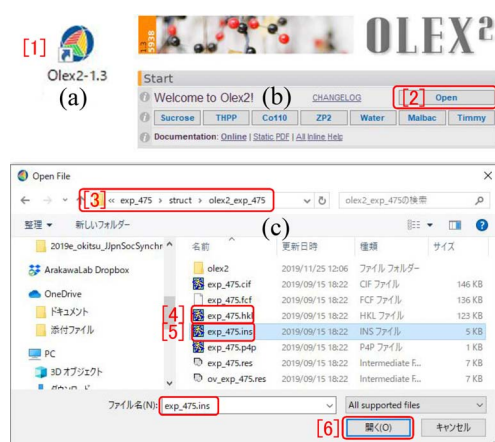 [1]
Olex2-1.3
(a)
1.3
5938
OLEX²
Start
Welcome to Olex2!
(b)
CHANGELOG
[2]
Open
Sucrose THPP Co110 ZP2 Water Malbac Timmy
Documentation: Online | Static PDF | All Inline Help
Open File
[3] « exp_475 › struct › olex2_exp_475
olex2_exp_475の検索
整理 新しいフォルダー
(c)
2019e_okitsu_JJpnSocSynchr
ArakawaLab Dropbox
OneDrive
ドキュメント
添付ファイル
PC
3D オブジェクト
ダウンロード
名前 更新日時 種類 サイズ
olex2 2019/11/25 12:06 ファイル フォルダー
exp_475.cif 2019/09/15 18:22 CIF ファイル 146 KB
exp_475.fcf 2019/09/15 18:22 FCF ファイル 136 KB
[4] exp_475.hkl 2019/09/15 18:22 HKL ファイル 123 KB
[5] exp_475.ins 2019/09/15 18:22 INS ファイル 5 KB
exp_475.p4p 2019/09/15 18:22 P4P ファイル 1 KB
exp_475.res 2019/09/15 18:22 Intermediate F... 7 KB
ov_exp_475.res 2019/09/15 18:22 Intermediate F... 7 KB
ファイル名(N): exp_475.ins
All supported files
[6] 開く(O) キャンセル